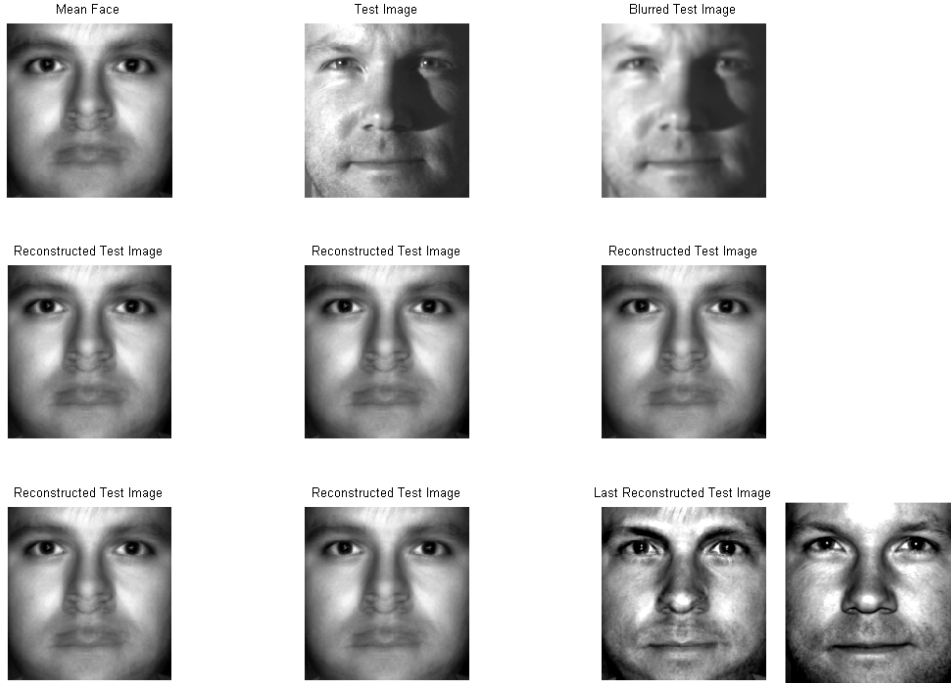 Mean Face
Test Image
Blurred Test Image
Reconstructed Test Image
Reconstructed Test Image
Reconstructed Test Image
Reconstructed Test Image
Reconstructed Test Image
Last Reconstructed Test Image